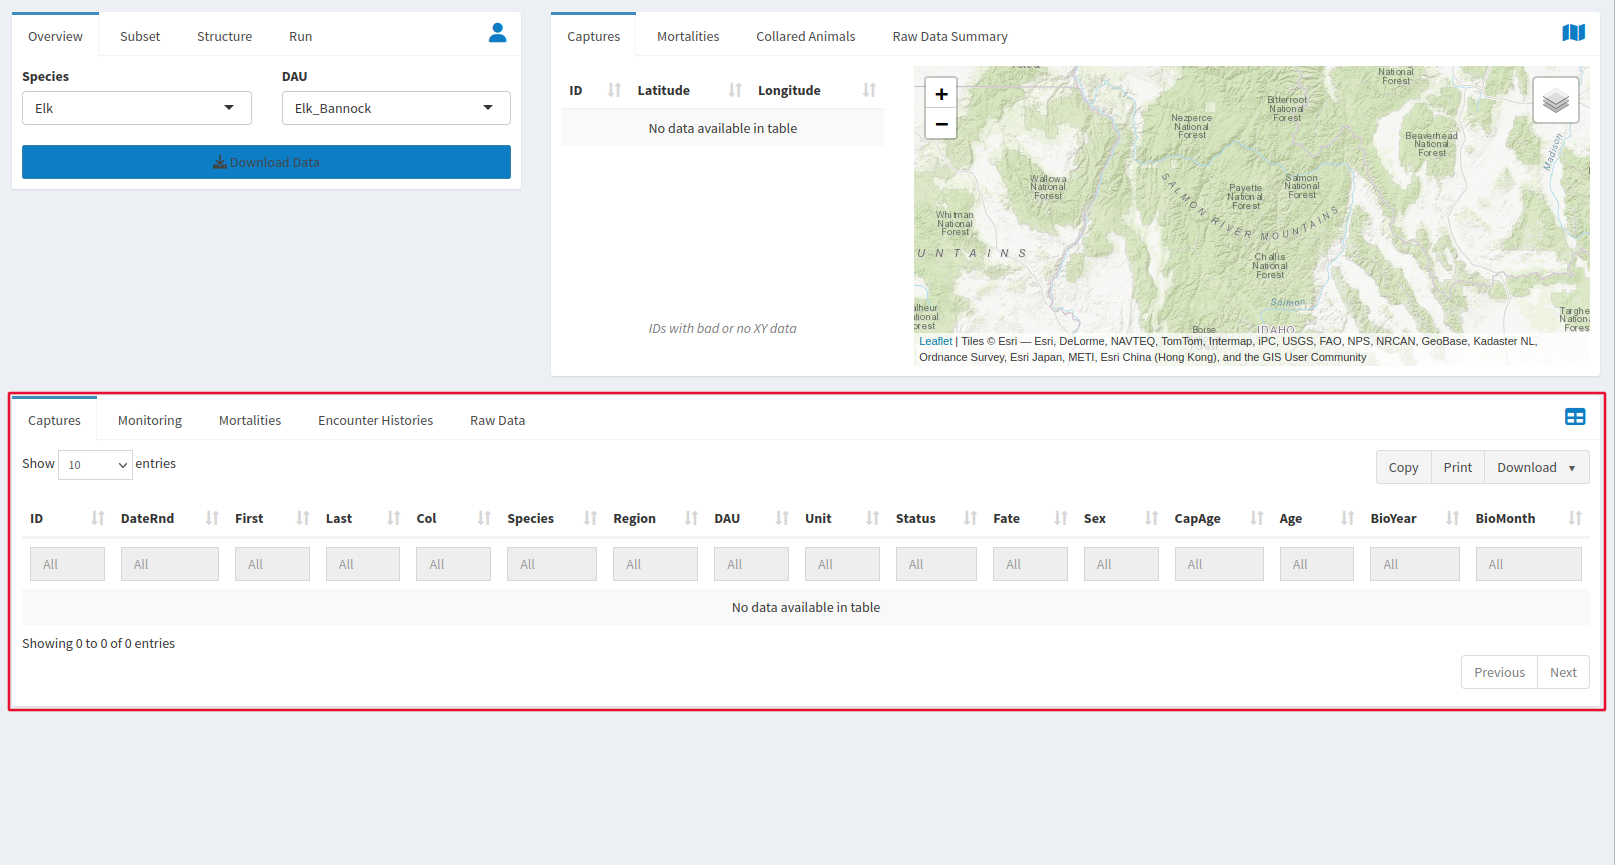 Overview Subset Structure Run
Species DAU
Elk Elk_Bannock
Download Data
Captures Mortalities Collared Animals Raw Data Summary
ID Latitude Longitude
No data available in table
IDs with bad or no XY data
+
−
National
Forest
Bitterroot
National
Forest
Nezperce
National
Forest
Beaverhead
National
Forest
Madison
Wallowa
National
Forest
Payette
National
Forest
Salmon
National
Forest
SALMON RIVER MOUNTAINS
Whitman
National
Forest
UNTAINS
Challis
National
Forest
Salmon
alheur
ational
orest
Boise
IDAHO
Targhe
Nation
Fores
Leaflet | Tiles © Esri — Esri, DeLorme, NAVTEQ, TomTom, Intermap, iPC, USGS, FAO, NPS, NRCAN, GeoBase, Kadaster NL,
Ordnance Survey, Esri Japan, METI, Esri China (Hong Kong), and the GIS User Community
Captures Monitoring Mortalities Encounter Histories Raw Data
Show 10 entries
Copy Print Download
ID DateRnd First Last Col Species Region DAU Unit Status Fate Sex CapAge Age BioYear BioMonth
All All All All All All All All All All All All All All All All
No data available in table
Showing 0 to 0 of 0 entries
Previous Next